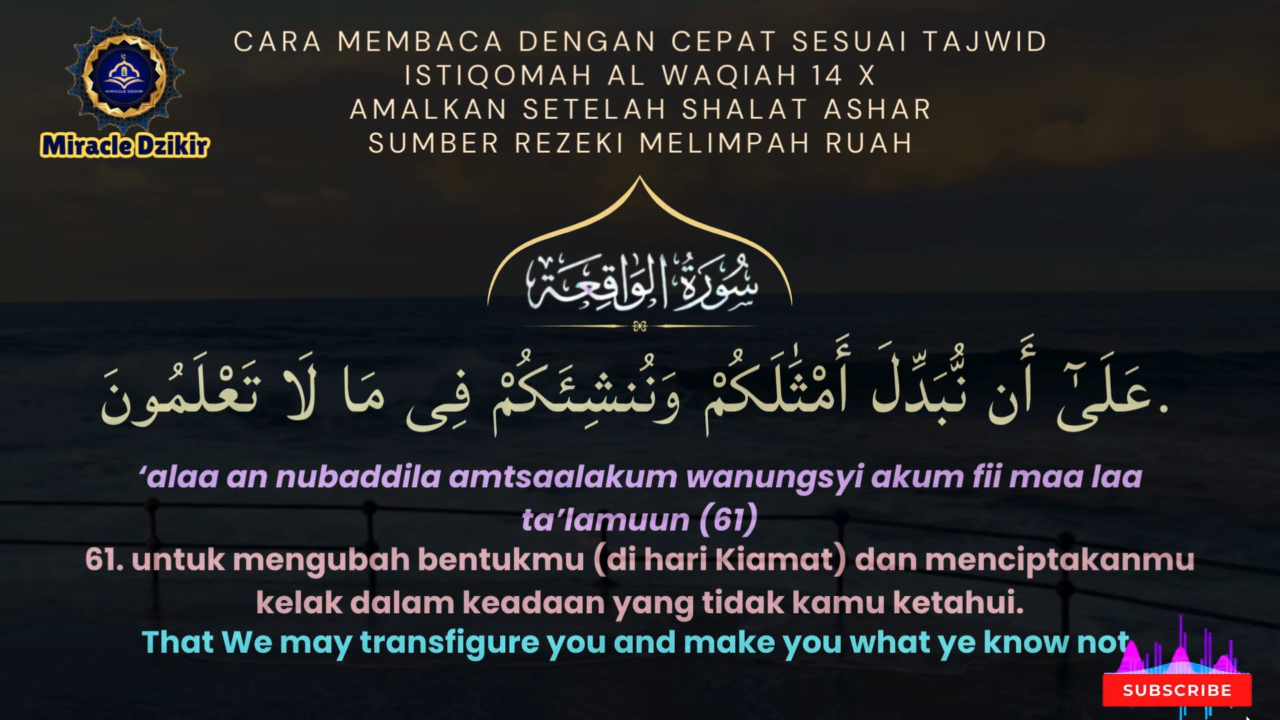 CARA MEMBACA DENGAN CEPAT SESUAI TAJWID
ISTIQOMAH AL WAQIAH 14 X
AMALKAN SETELAH SHALAT ASHAR
SUMBER REZEKI MELIMPAH RUAH
MIRACLE DZIKIR
Miracle Dzikir
سُورَةُ الوَاقِعَة
عَلَىٰٓ أَن نُّبَدِّلَ أَمْثَٰلَكُمْ وَنُنشِئَكُمْ فِى مَا لَا تَعْلَمُونَ.
‘alaa an nubaddila amtsaalakum wanungsyi akum fii maa laa
ta’lamuun (61)
61. untuk mengubah bentukmu (di hari Kiamat) dan menciptakanmu
kelak dalam keadaan yang tidak kamu ketahui.
That We may transfigure you and make you what ye know not
SUBSCRIBE